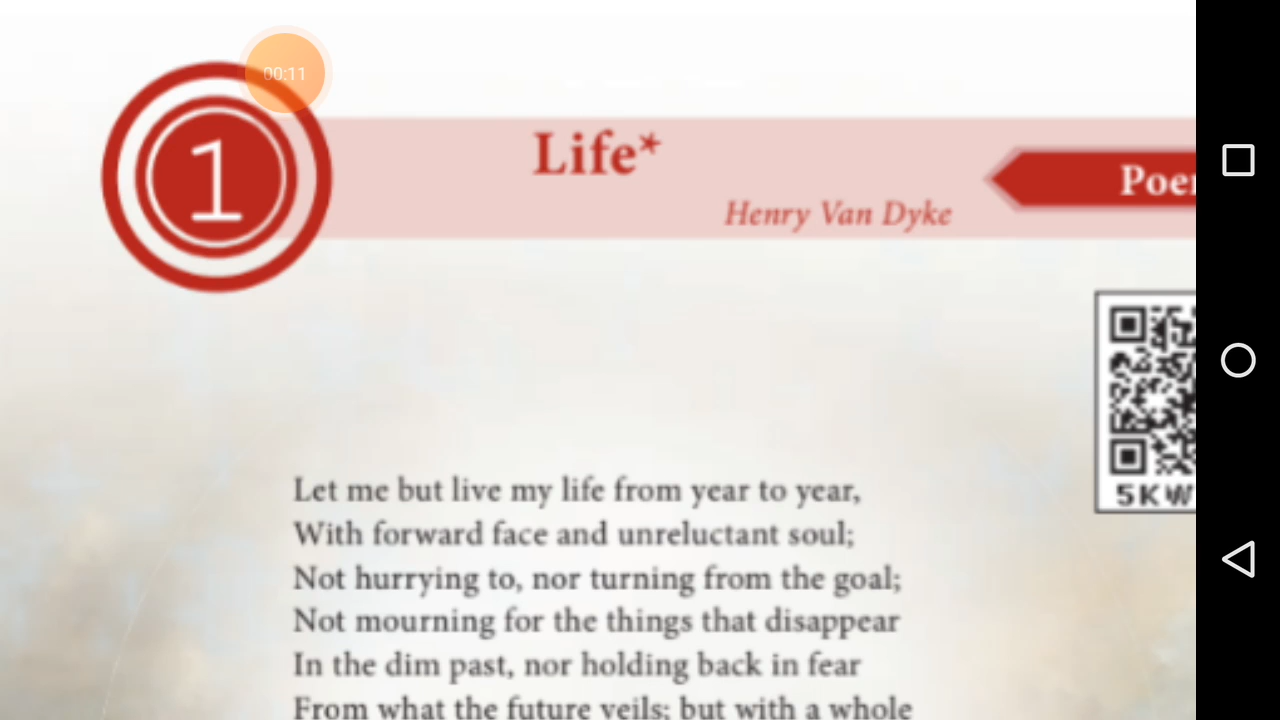 00:11
1
Life*
Henry Van Dyke
Let me but live my life from year to year,
With forward face and unreluctant soul;
Not hurrying to, nor turning from the goal;
Not mourning for the things that disappear
In the dim past, nor holding back in fear
From what the future veils; but with a whole